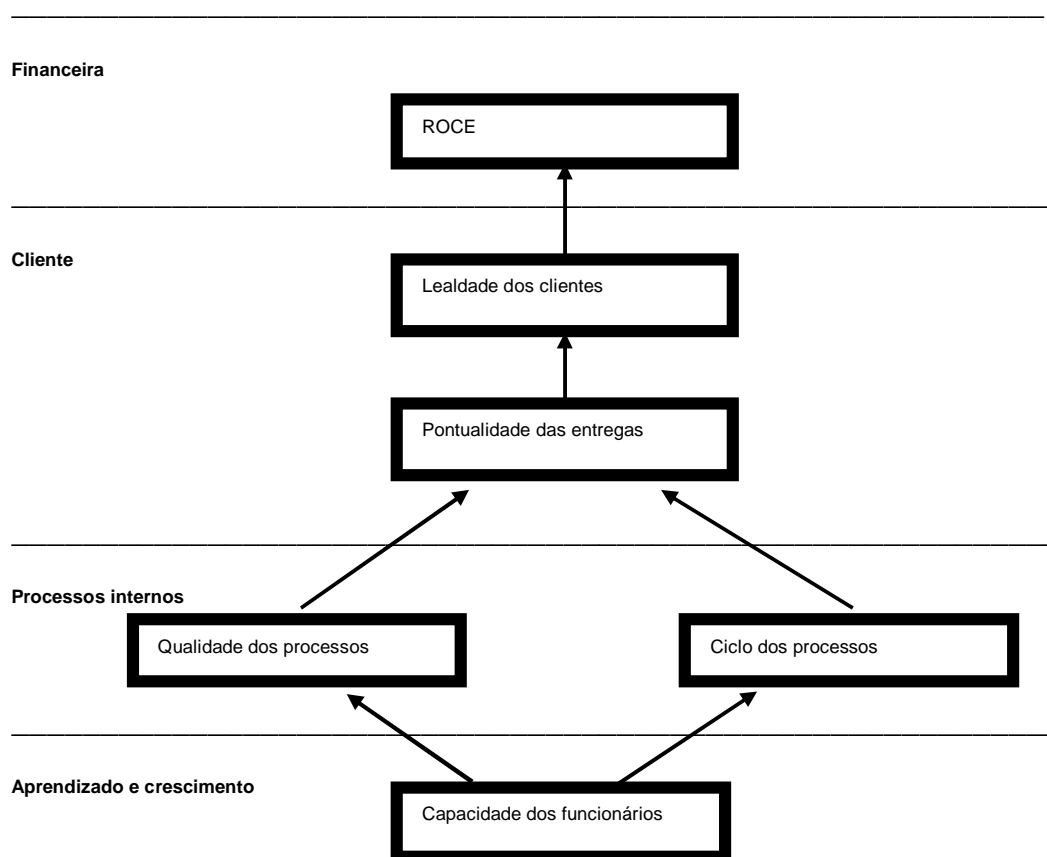 Financeira
ROCE
Cliente
Lealdade dos clientes
Pontualidade das entregas
Processos internos
Qualidade dos processos
Ciclo dos processos
Aprendizado e crescimento
Capacidade dos funcionários